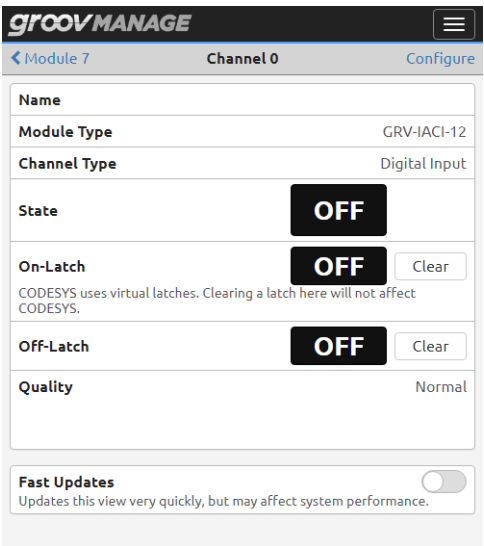 groov MANAGE
Module 7 Channel 0 Configure
Name
Module Type GRV-IACI-12
Channel Type Digital Input
State OFF
On-Latch OFF Clear
CODESYS uses virtual latches. Clearing a latch here will not affect
CODESYS.
Off-Latch OFF Clear
Quality Normal
Fast Updates
Updates this view very quickly, but may affect system performance.